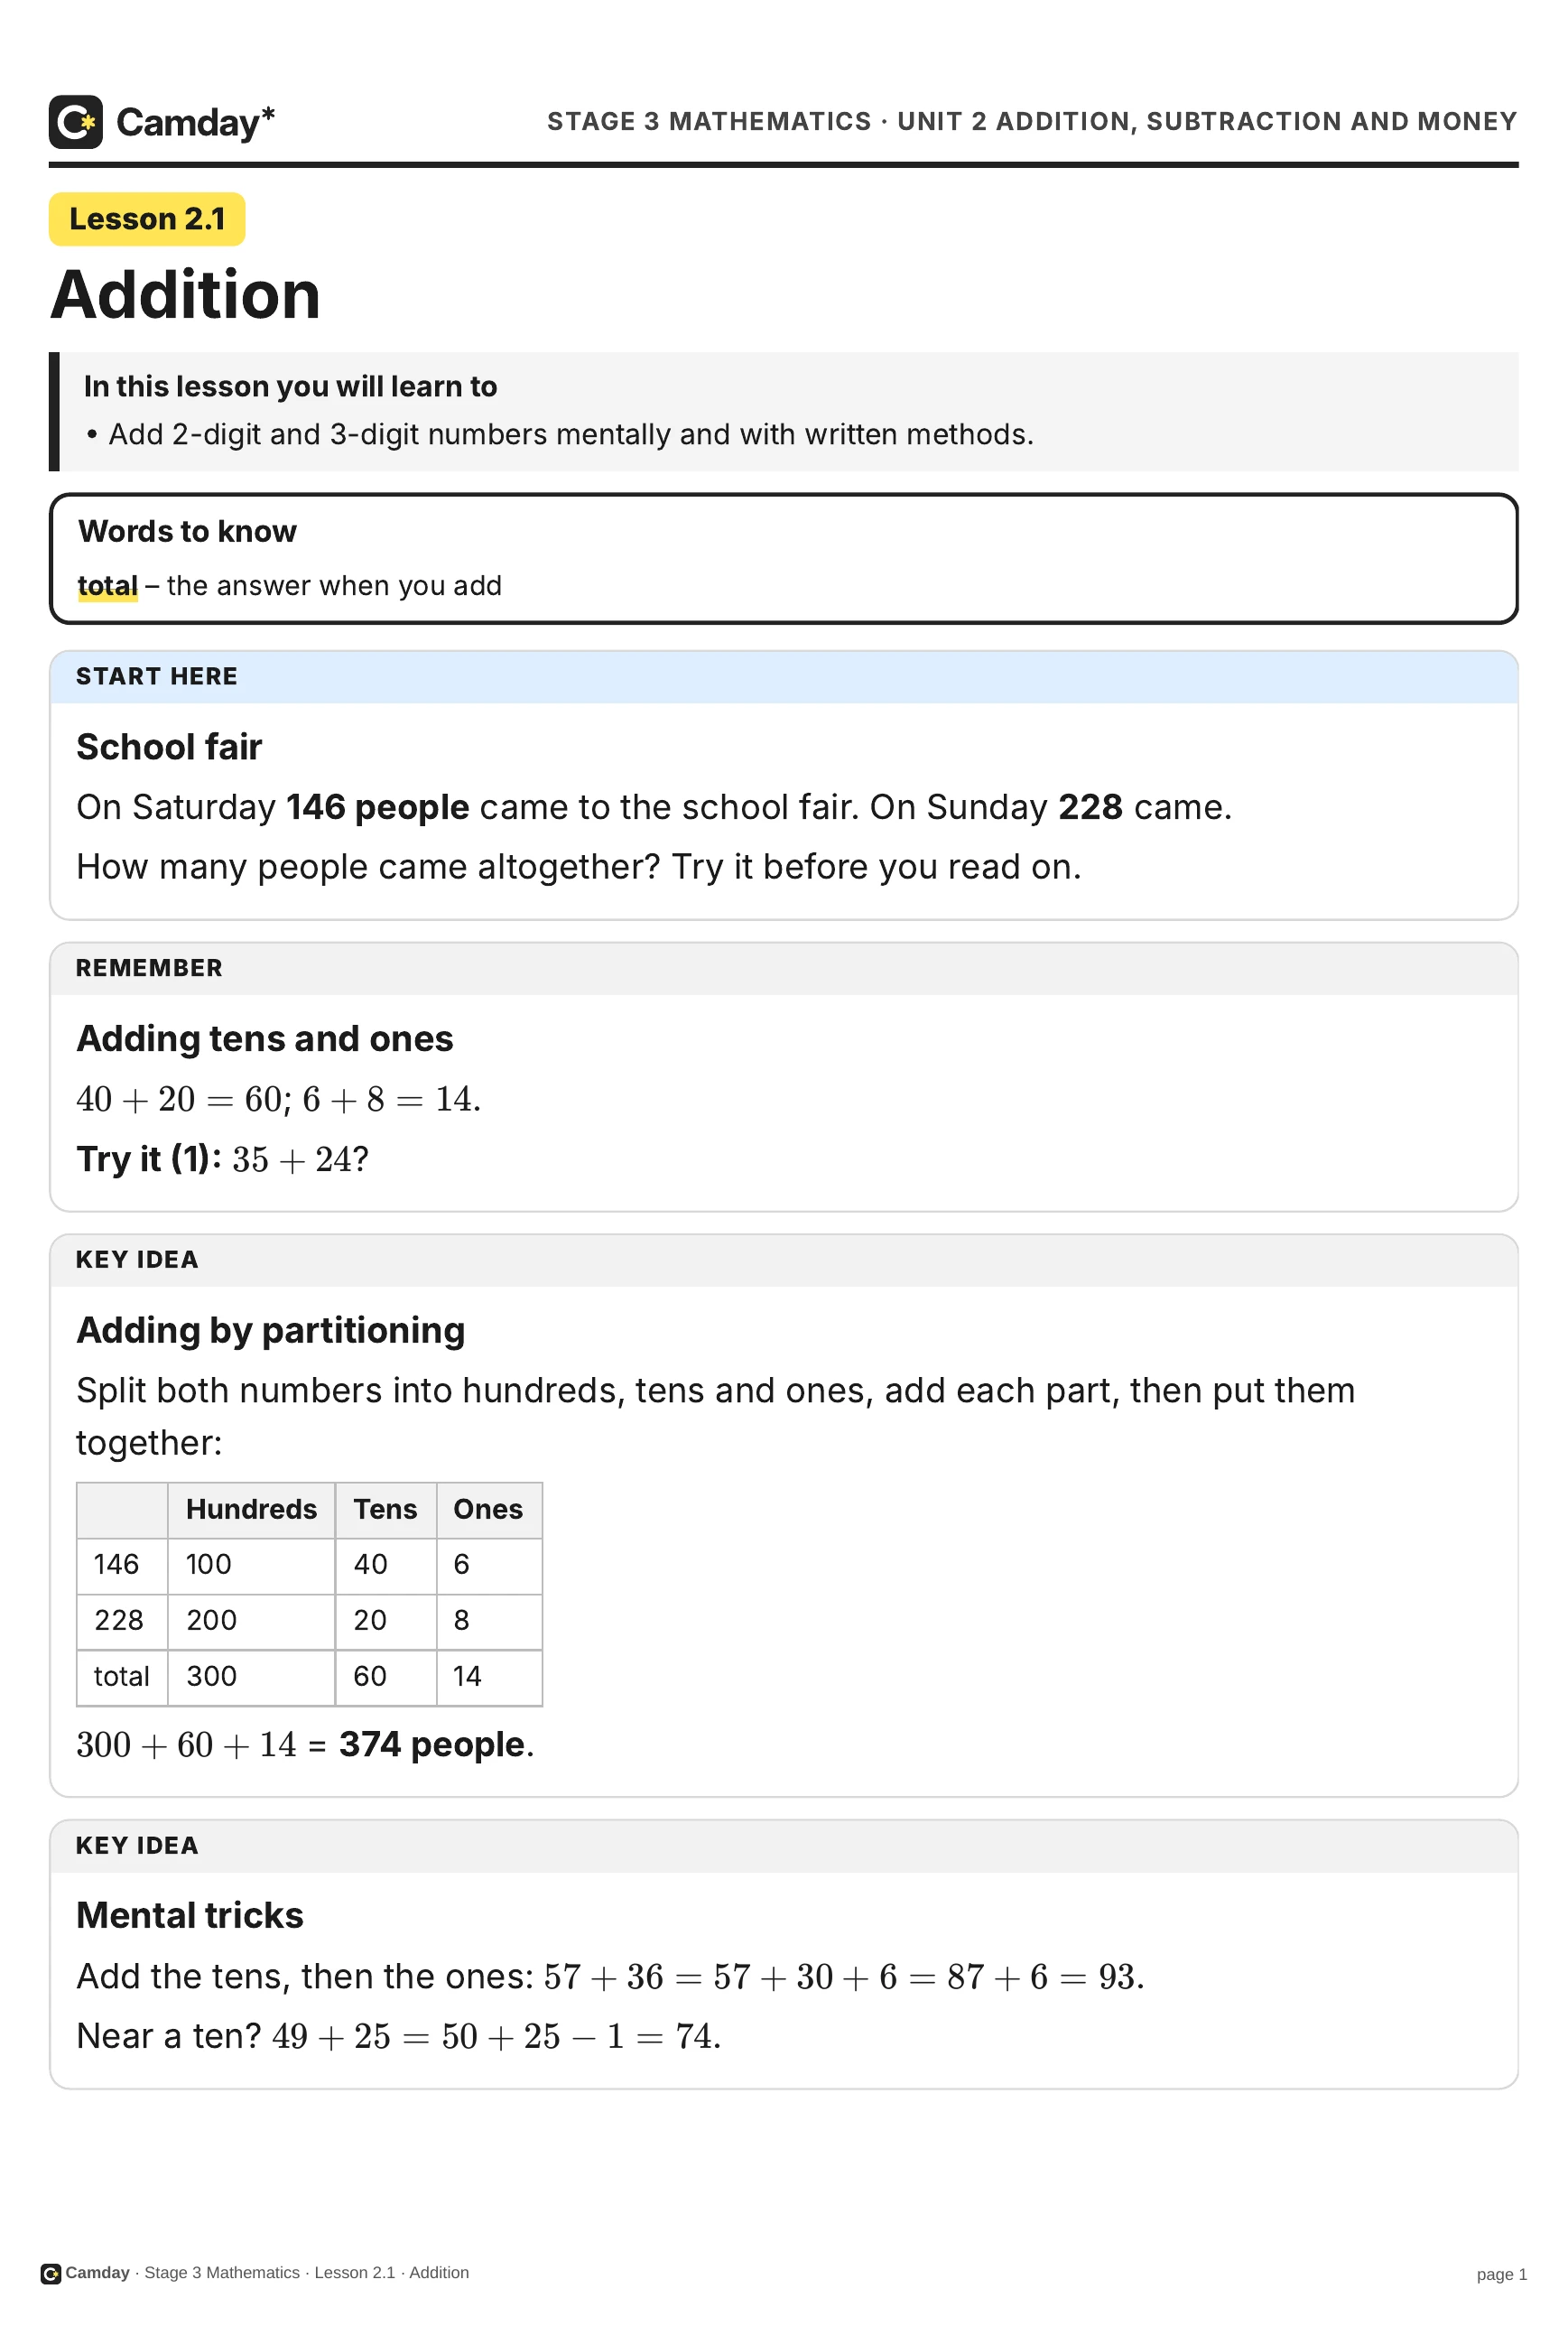 Camday*
STAGE 3 MATHEMATICS · UNIT 2 ADDITION, SUBTRACTION AND MONEY
Lesson 2.1
Addition
In this lesson you will learn to
• Add 2-digit and 3-digit numbers mentally and with written methods.
Words to know
total – the answer when you add
START HERE
School fair
On Saturday 146 people came to the school fair. On Sunday 228 came.
How many people came altogether? Try it before you read on.
REMEMBER
Adding tens and ones
40 + 20 = 60; 6 + 8 = 14.
Try it (1): 35 + 24?
KEY IDEA
Adding by partitioning
Split both numbers into hundreds, tens and ones, add each part, then put them
together:
Hundreds Tens Ones
146 100 40 6
228 200 20 8
total 300 60 14
300 + 60 + 14 = 374 people.
KEY IDEA
Mental tricks
Add the tens, then the ones: 57 + 36 = 57 + 30 + 6 = 87 + 6 = 93.
Near a ten? 49 + 25 = 50 + 25 − 1 = 74.
Camday · Stage 3 Mathematics · Lesson 2.1 · Addition
page 1